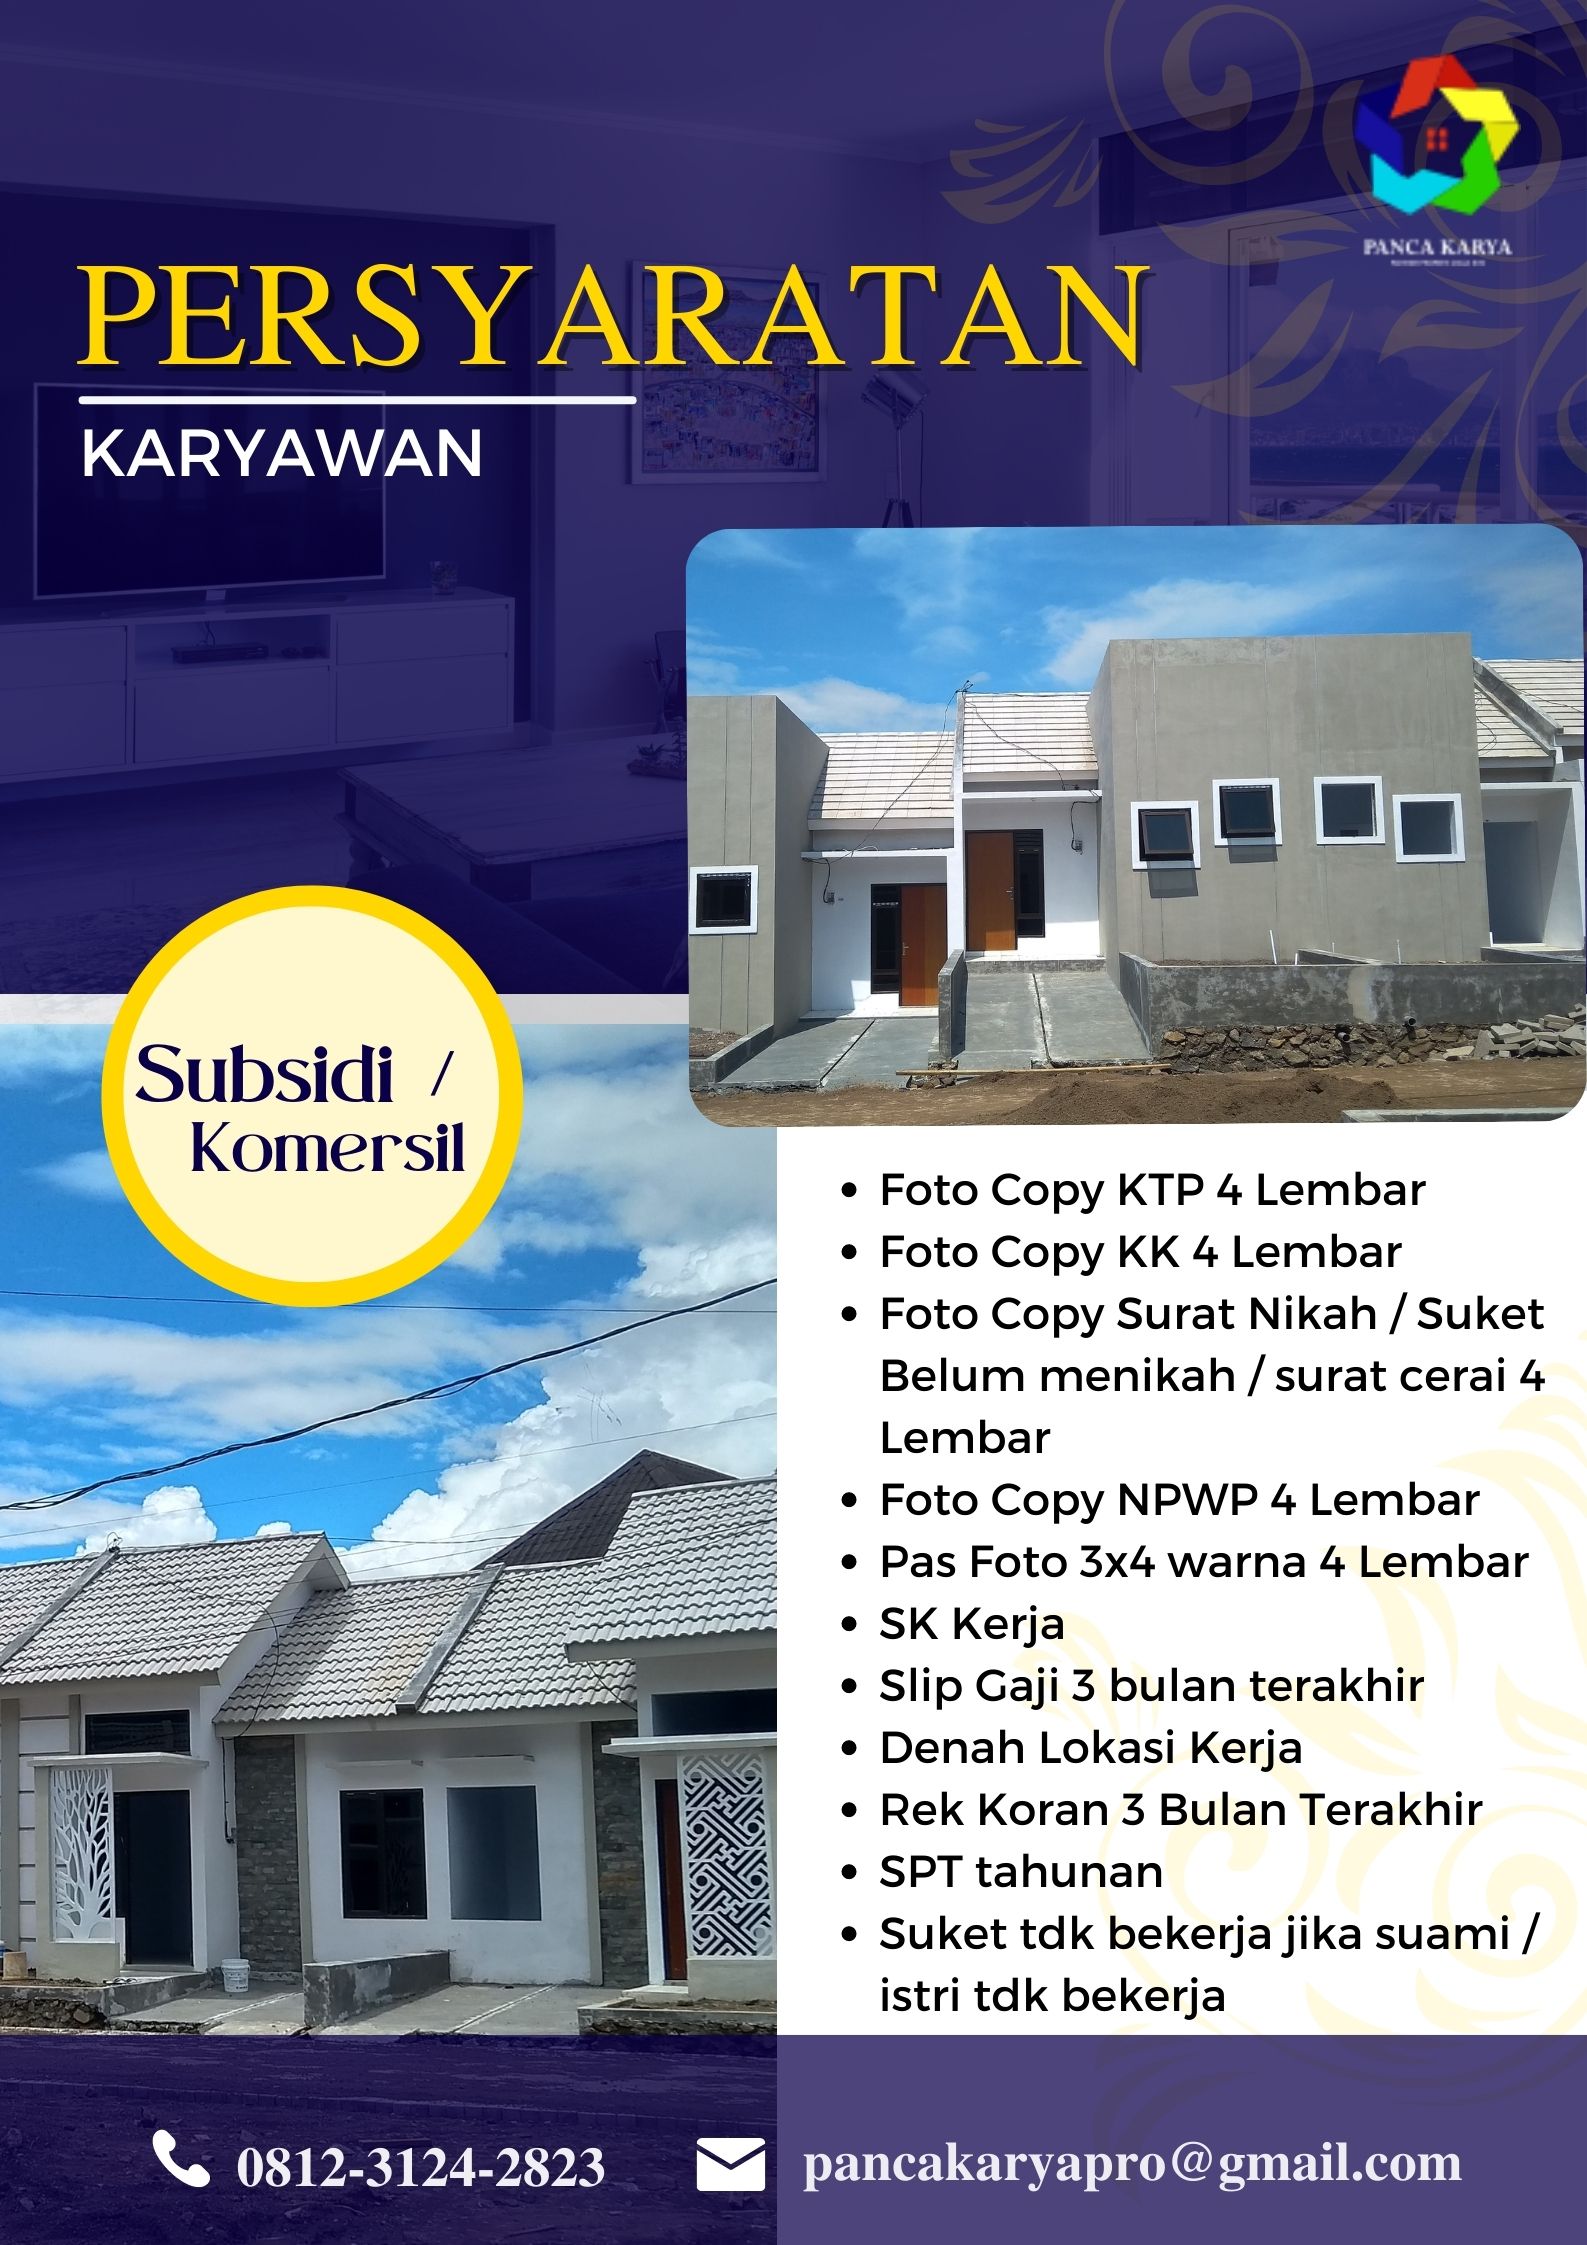 PANCA KARYA
PERSYARATAN
KARYAWAN
Subsidi /
Komersil
• Foto Copy KTP 4 Lembar
• Foto Copy KK 4 Lembar
• Foto Copy Surat Nikah / Suket
Belum menikah / surat cerai 4
Lembar
• Foto Copy NPWP 4 Lembar
• Pas Foto 3x4 warna 4 Lembar
• SK Kerja
• Slip Gaji 3 bulan terakhir
• Denah Lokasi Kerja
• Rek Koran 3 Bulan Terakhir
• SPT tahunan
• Suket tdk bekerja jika suami /
istri tdk bekerja
0812-3124-2823
pancakaryapro@gmail.com